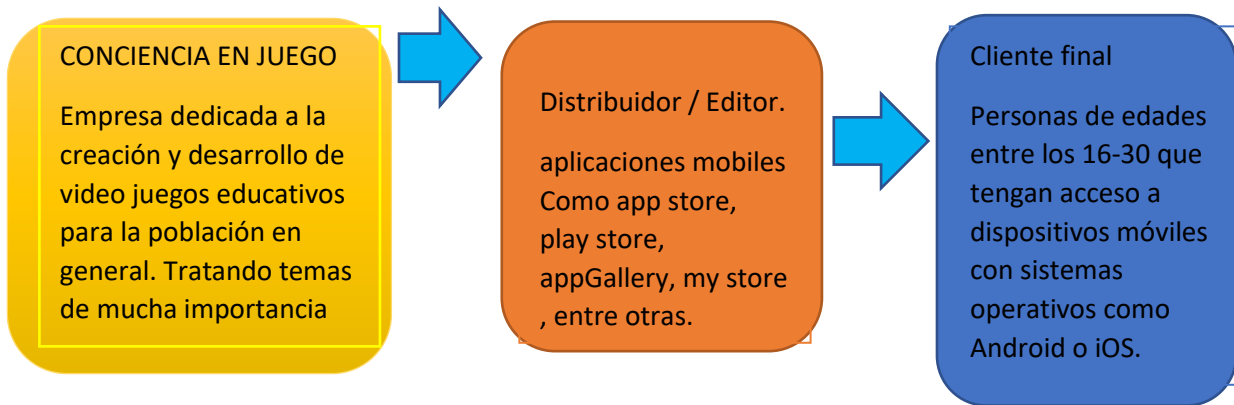 CONCIENCIA EN JUEGO
Empresa dedicada a la
creación y desarrollo de
video juegos educativos
para la población en
general. Tratando temas
de mucha importancia
Distribuidor / Editor.
aplicaciones mobiles
Como app store,
play store,
appGallery, my store
, entre otras.
Cliente final
Personas de edades
entre los 16-30 que
tengan acceso a
dispositivos móviles
con sistemas
operativos como
Android o iOS.